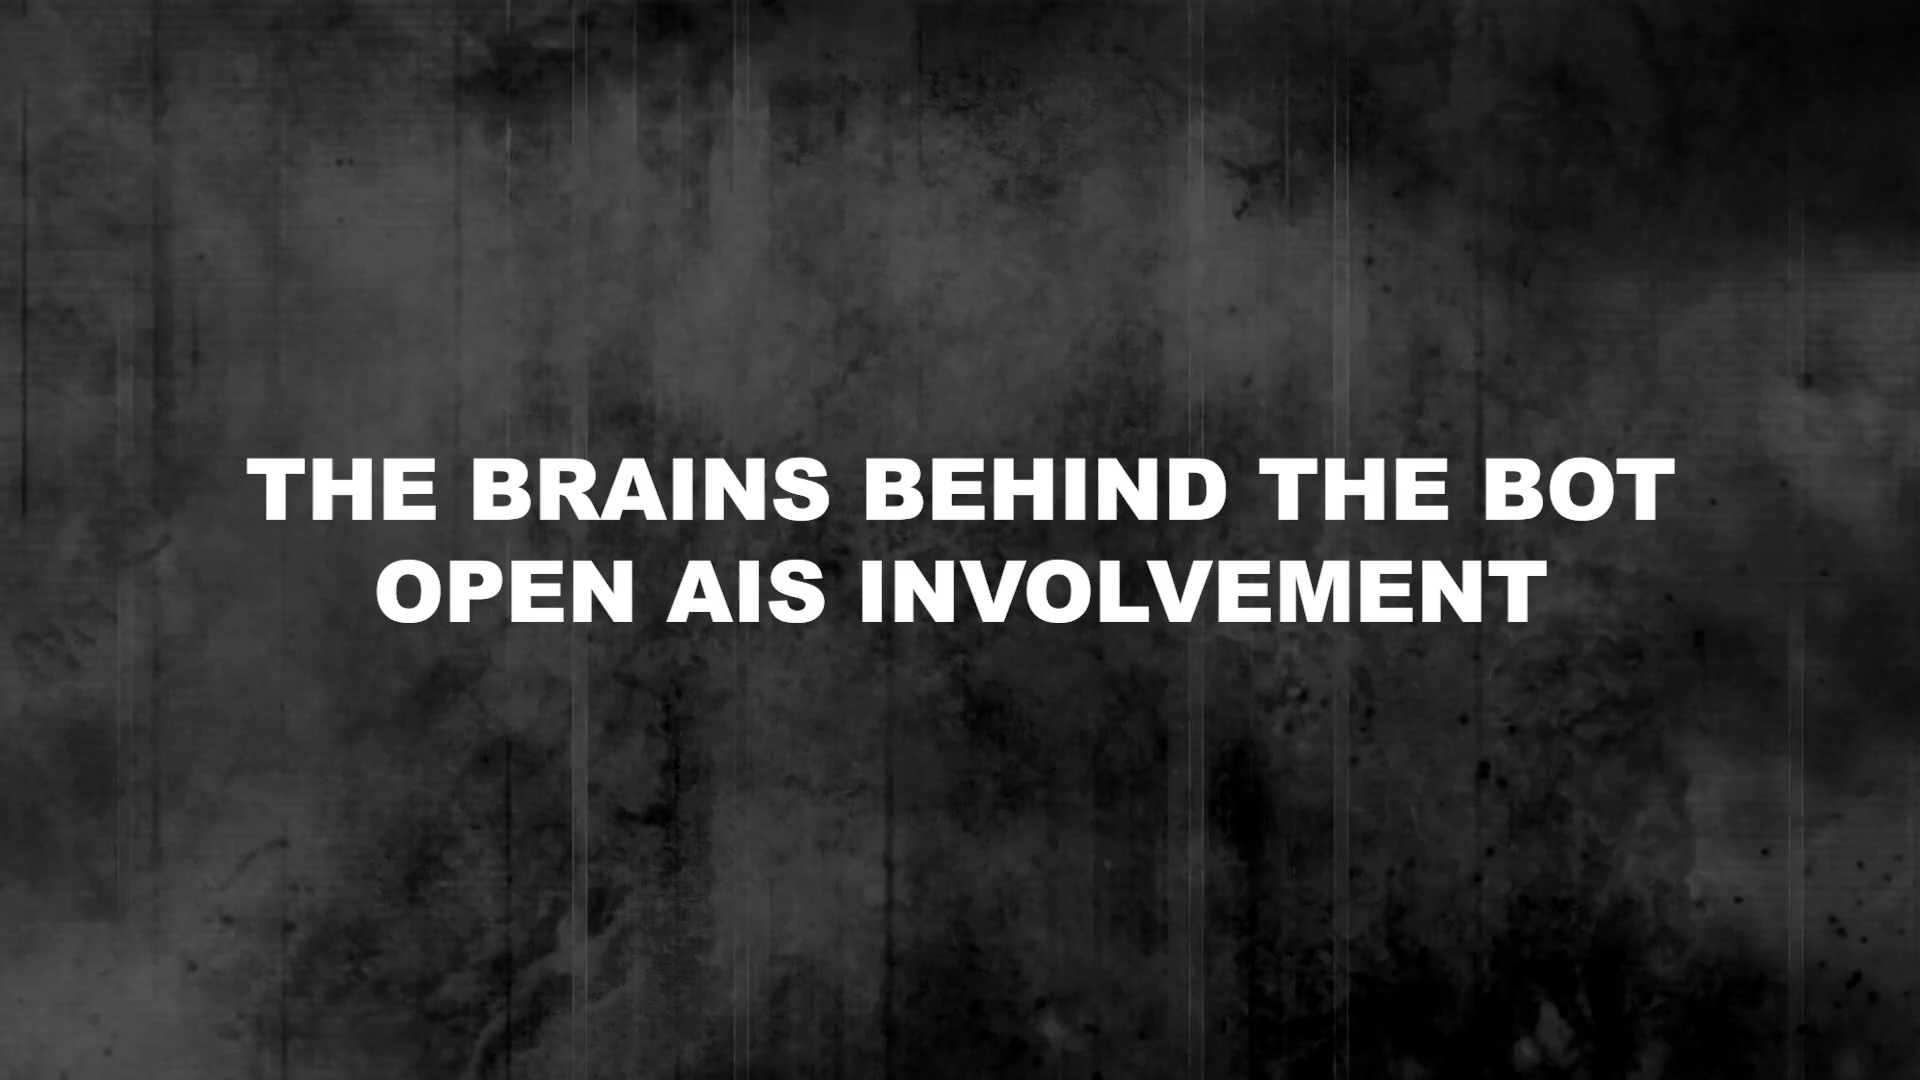 THE BRAINS BEHIND THE BOT
OPEN AIS INVOLVEMENT